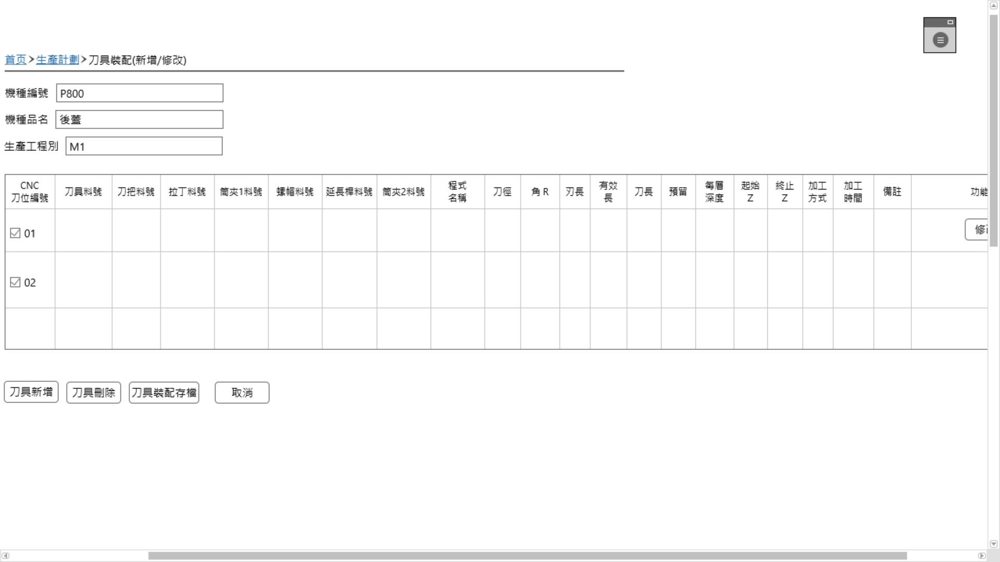 首页>生產計劃>刀具裝配(新增/修改)
機種編號 P800
機種品名 後蓋
生產工程別 M1
CNC 刀位編號 刀具料號 刀把料號 拉丁料號 筒夾1料號 螺帽料號 延長桿料號 筒夾2料號 程式 名稱 刀徑 角 R 刃長 有效 長 刀長 預留 每層 深度 起始 Z 終止 Z 加工 方式 加工 時間 備註 功能
01 修
02
刀具新增 刀具刪除 刀具裝配存檔 取消